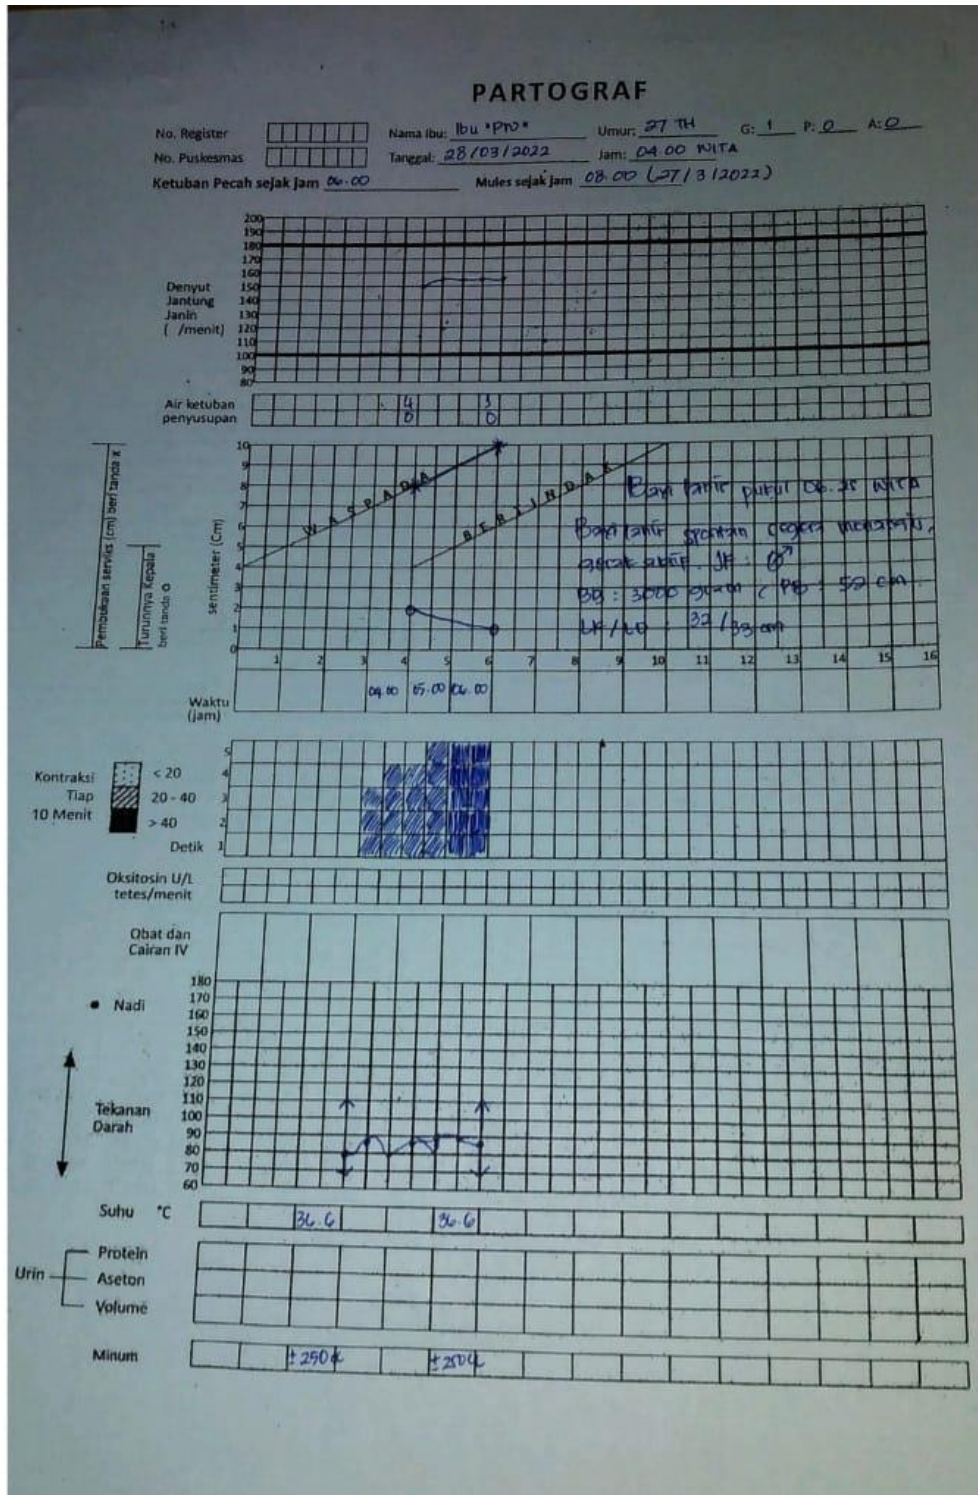 PARTOGRAF
No. Register Nama Ibu: Ibu "PW" Umur: 27 TH G: 1 P: 0 A: 0
No. Puskesmas Tanggal: 28/03/2022 Jam: 04.00 WITA
Ketuban Pecah sejak jam 06.00 Mules sejak jam 08.00 (27/3/2022)
200
190
180
170
160
Denyut Jantung Janin ( /menit)
150
140
130
120
110
100
90
80
Air ketuban penyusupan
0 0
Pembukaan serviks (cm) beri tanda x
Turunnya Kepala beri tanda O
sentimeter (Cm)
10
9
8
7
6
5
4
3
2
1
0
WASPADA
BERTINDAK
Bayi lahir pukul 06.25 WITA
Bayi lahir spontan segera menangis,
gerak aktif. JK: ♂
BB: 3000 gram, PB: 52 cm
LK/LD: 32/33 cm
1 2 3 4 5 6 7 8 9 10 11 12 13 14 15 16
Waktu (jam)
04.00 05.00 06.00
Kontraksi Tiap 10 Menit
< 20
20 - 40
> 40
Detik
5
4
3
2
1
Oksitosin U/L
tetes/menit
Obat dan
Cairan IV
Nadi
Tekanan Darah
180
170
160
150
140
130
120
110
100
90
80
70
60
Suhu °C 36.6 36.6
Urin
Protein
Aseton
Volume
Minum ±250 ±250